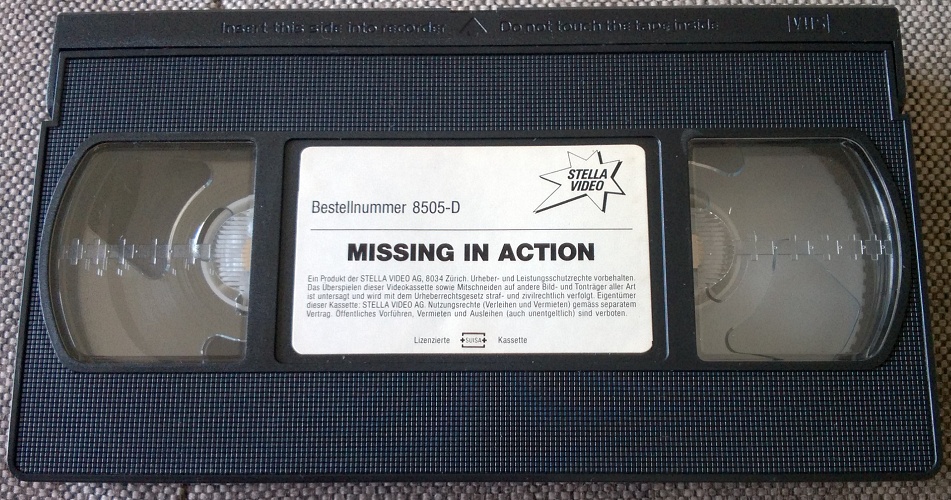 Insert this side into recorder Do not touch the tape inside VHS
STELLA
VIDEO
Bestellnummer 8505-D
MISSING IN ACTION
Ein Produkt der STELLA VIDEO AG, 8034 Zürich. Urheber- und Leistungsschutzrechte vorbehalten.
Das Überspielen dieser Videokassette sowie Mitschneiden auf andere Bild- und Tonträger aller Art
ist untersagt und wird mit dem Urheberrechtsgesetz straf- und zivilrechtlich verfolgt. Eigentümer
dieser Kassette: STELLA VIDEO AG. Nutzungsrechte (Verleihen und Vermieten) gemäss separatem
Vertrag. Öffentliches Vorführen, Vermieten und Ausleihen (auch unentgeltlich) sind verboten.
Lizenzierte SUISA Kassette